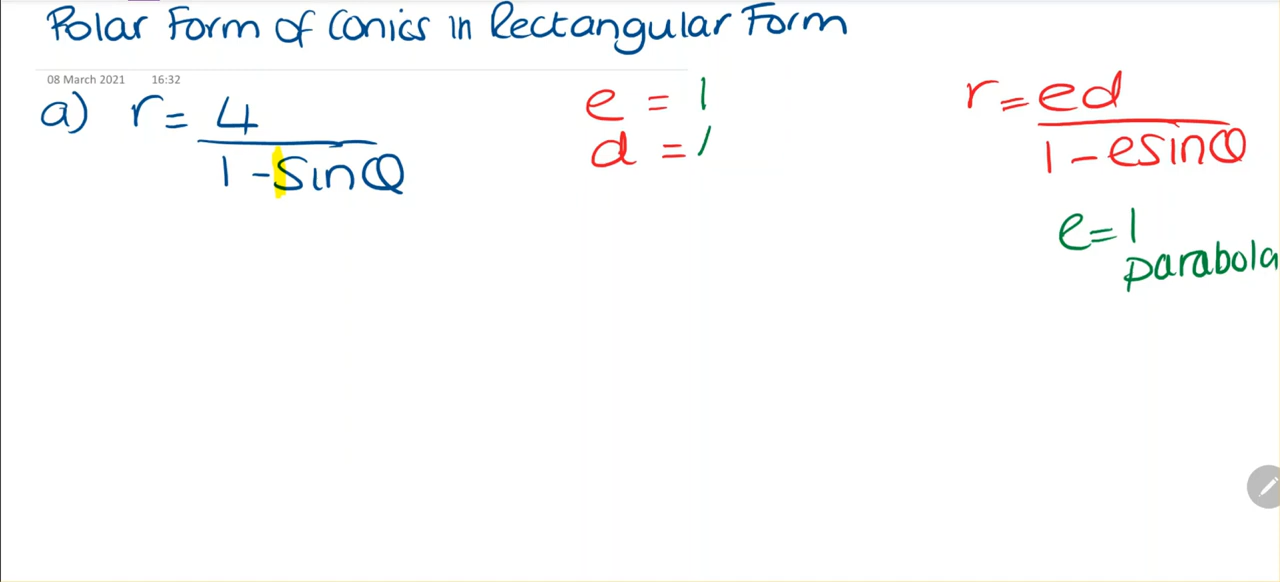 Polar Form of Conics in Rectangular Form
08 March 2021 16:32
a) r = 4 / 1 - sinθ
e = 1
d = 1
r = ed / 1 - esinθ
e = 1
parabola